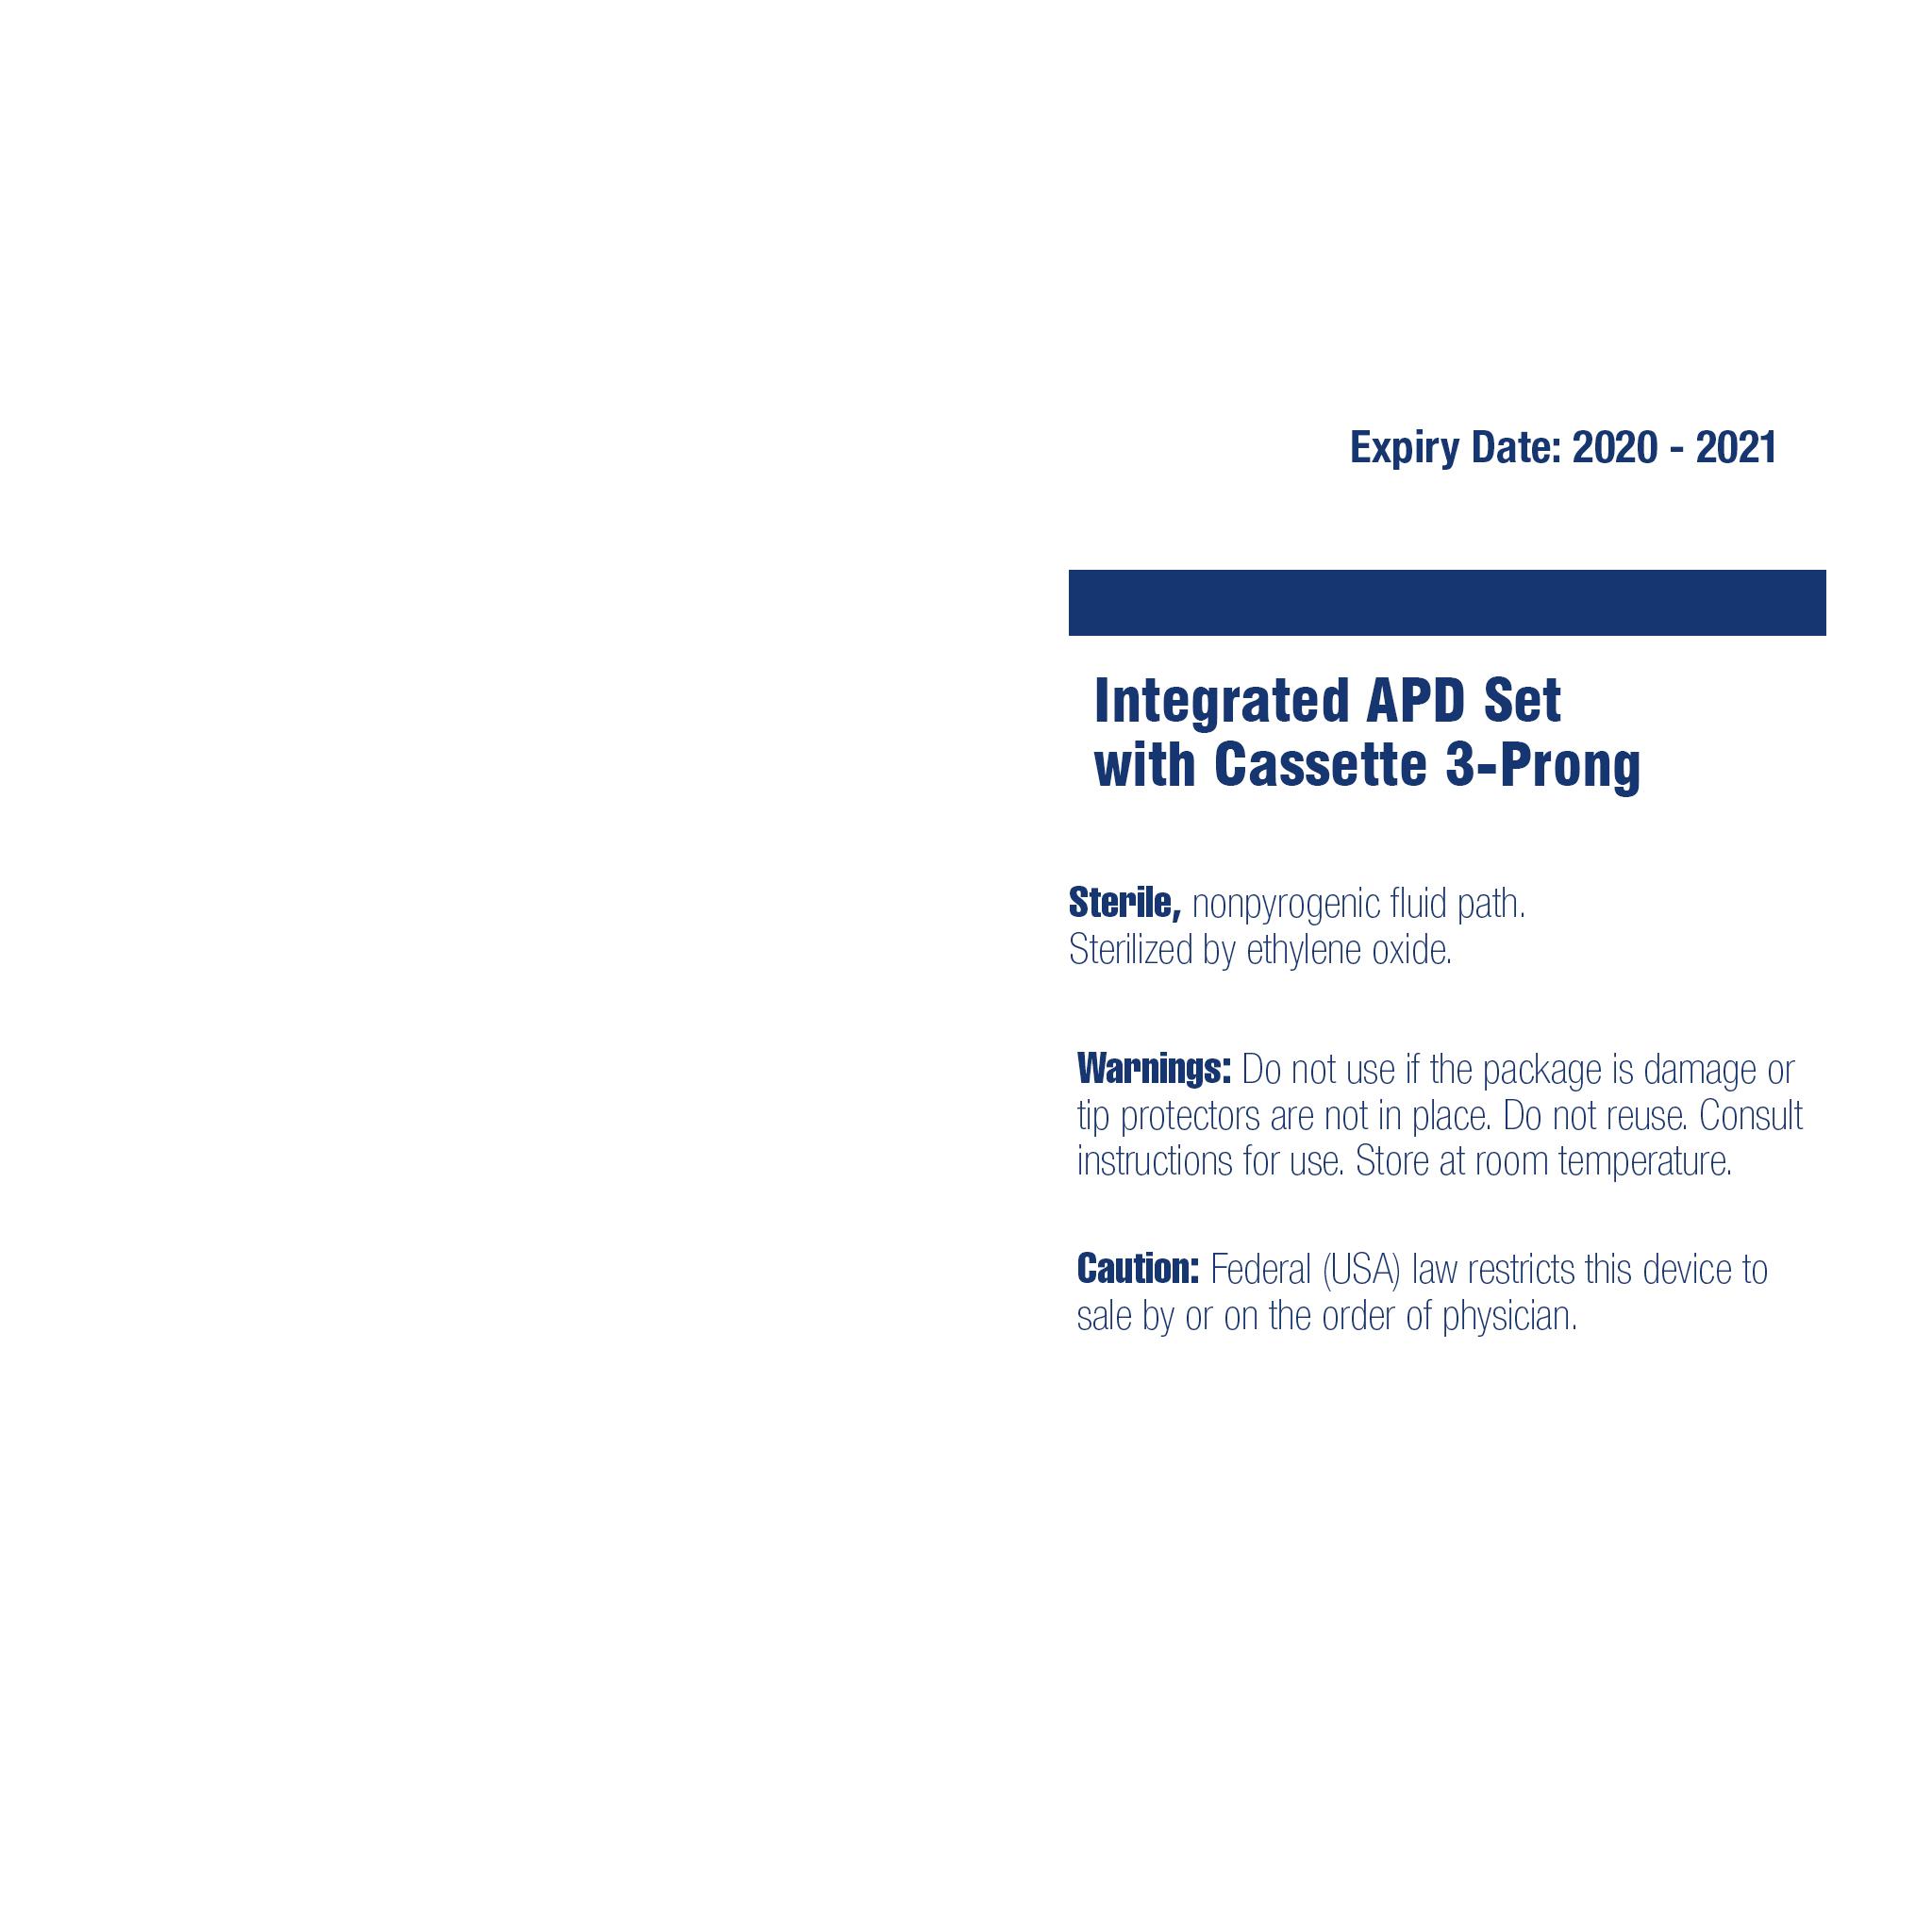 Expiry Date: 2020 - 2021
Integrated APD Set
with Cassette 3-Prong
Sterile, nonpyrogenic fluid path.
Sterilized by ethylene oxide.
Warnings: Do not use if the package is damage or
tip protectors are not in place. Do not reuse. Consult
instructions for use. Store at room temperature.
Caution: Federal (USA) law restricts this device to
sale by or on the order of physician.